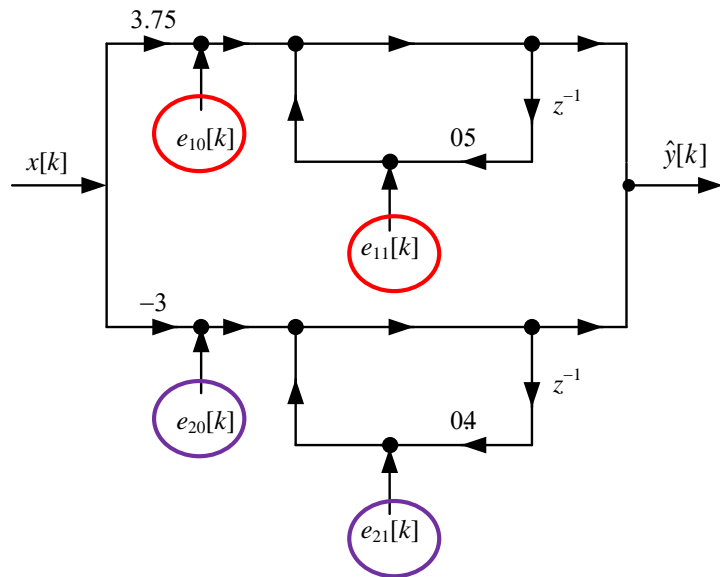 3.75
e₁₀[k]
z⁻¹
05
x[k]
ŷ[k]
e₁₁[k]
−3
z⁻¹
e₂₀[k]
04
e₂₁[k]